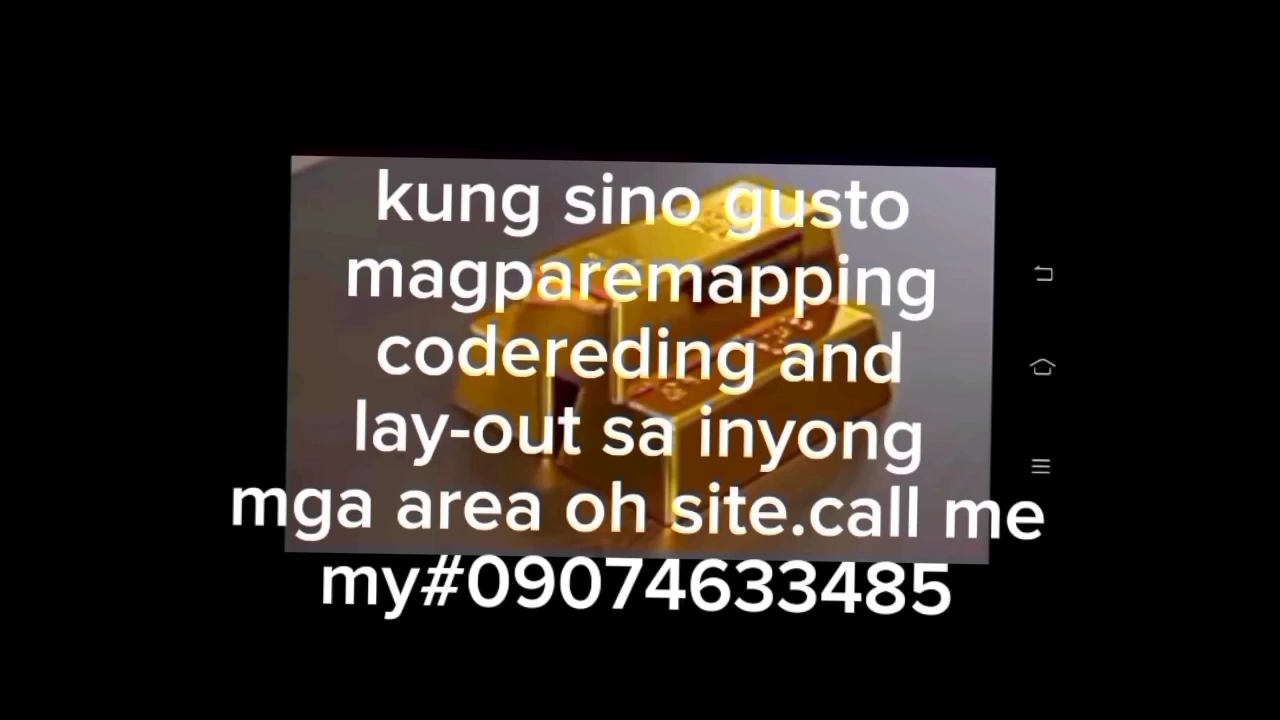 kung sino gusto
magparemapping
codereding and
lay-out sa inyong
mga area oh site.call me
my#09074633485